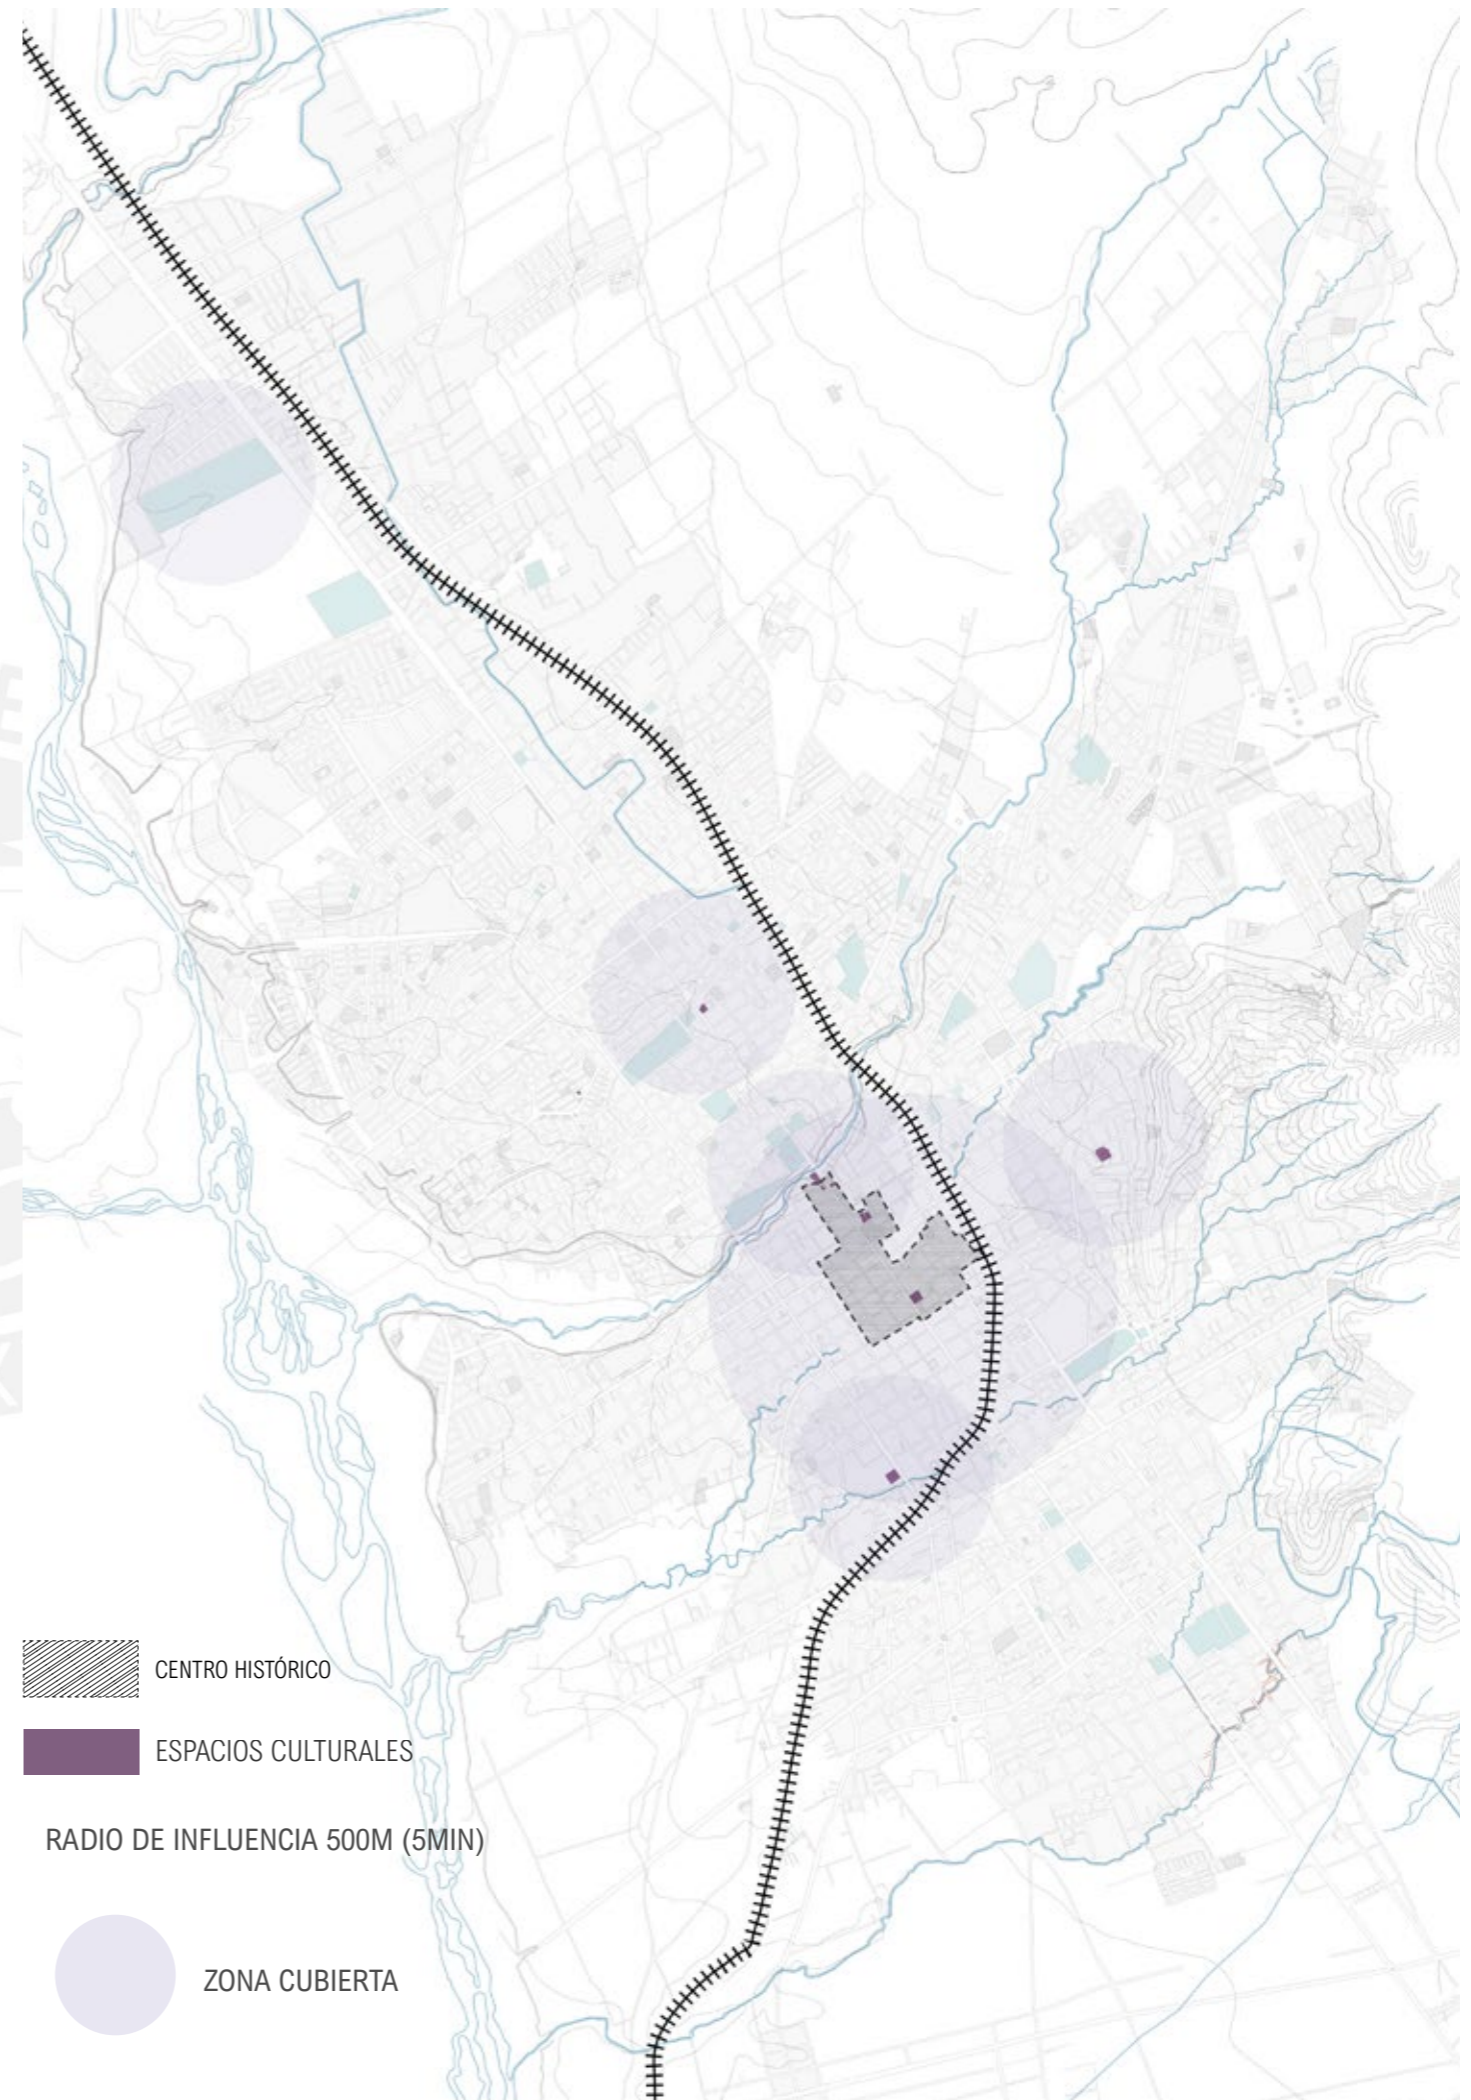 CENTRO HISTÓRICO
ESPACIOS CULTURALES
RADIO DE INFLUENCIA 500M (5MIN)
ZONA CUBIERTA